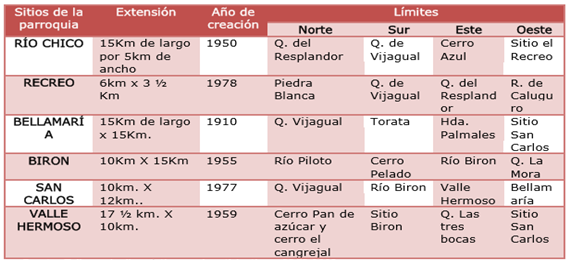 Sitios de la parroquia Extensión Año de creación Límites
Norte Sur Este Oeste
RÍO CHICO 15Km de largo por 5km de ancho 1950 Q. del Resplandor Q. de Vijagual Cerro Azul Sitio el Recreo
RECREO 6km x 3 ½ Km 1978 Piedra Blanca Q. de Vijagual Q. del Resplandor R. de Caluguro
BELLAMARÍA 15Km de largo x 15Km. 1910 Q. Vijagual Torata Hda. Palmales Sitio San Carlos
BIRON 10Km X 15Km 1955 Río Piloto Cerro Pelado Río Biron Q. La Mora
SAN CARLOS 10km. X 12km.. 1977 Q. Vijagual Río Biron Valle Hermoso Bellamaría
VALLE HERMOSO 17 ½ km. X 10km. 1959 Cerro Pan de azúcar y cerro el cangrejal Sitio Biron Q. Las tres bocas Sitio San Carlos